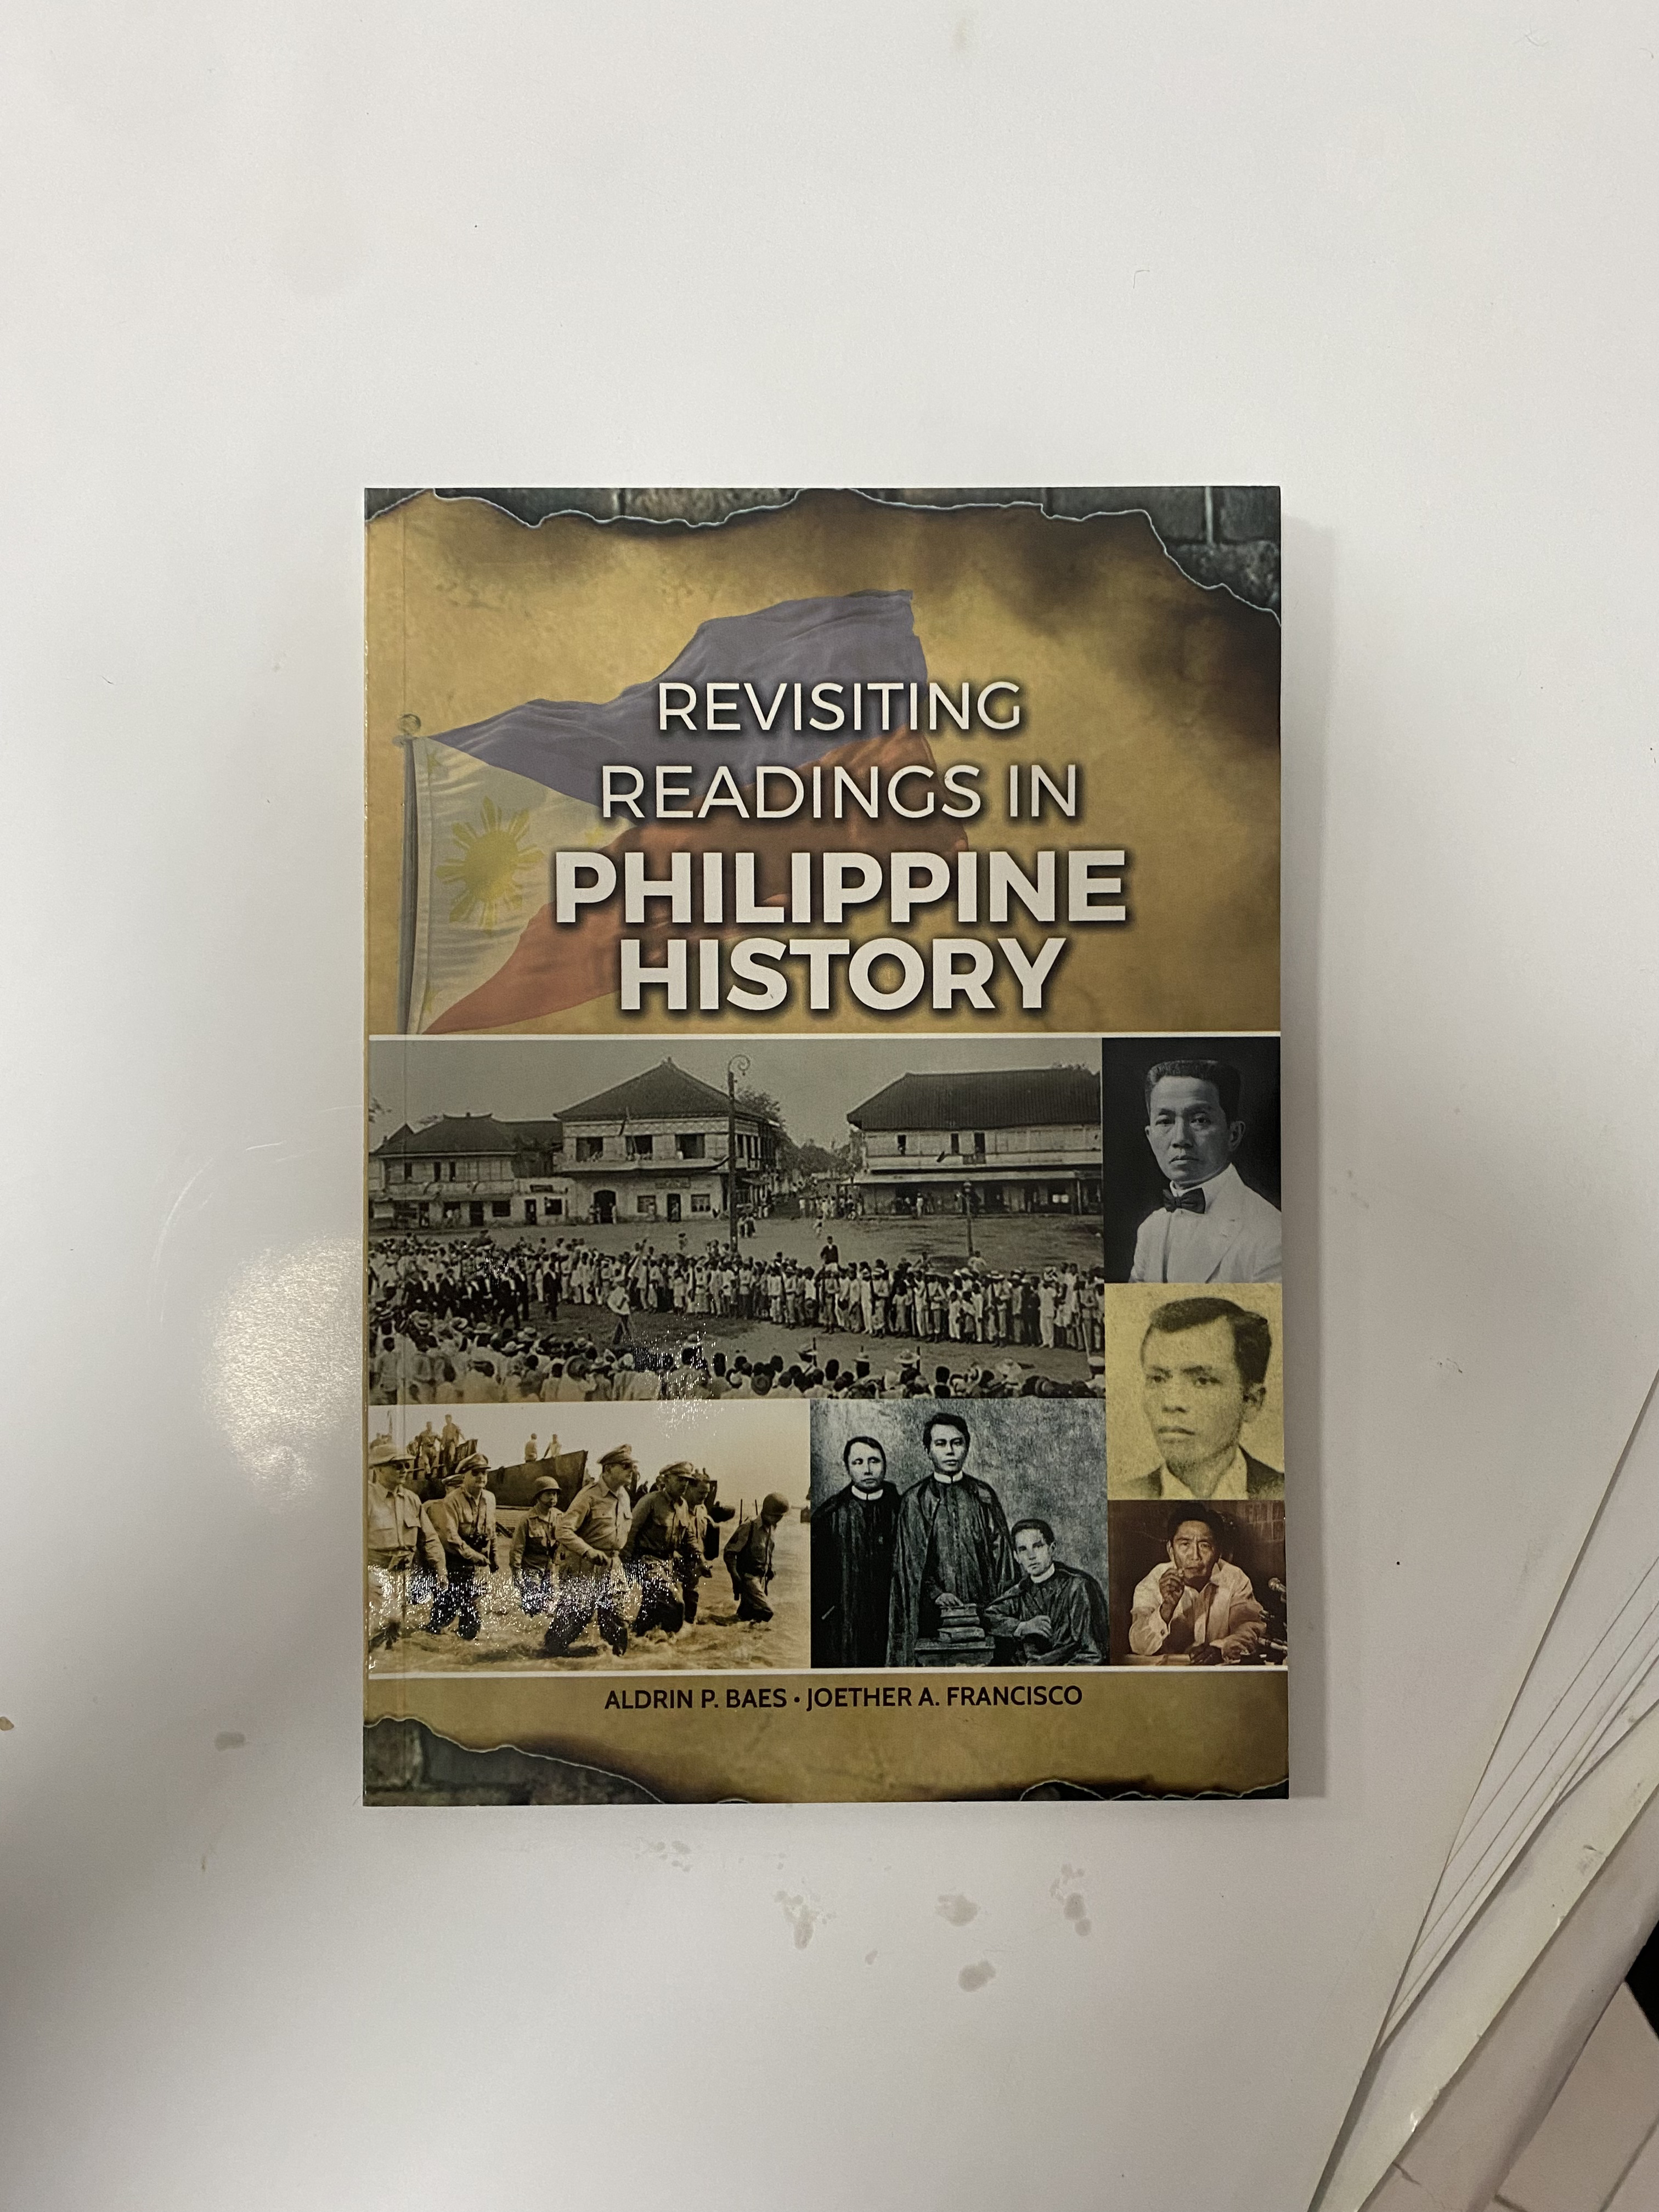 REVISITING
READINGS IN
PHILIPPINE
HISTORY
ALDRIN P. BAES • JOETHER A. FRANCISCO